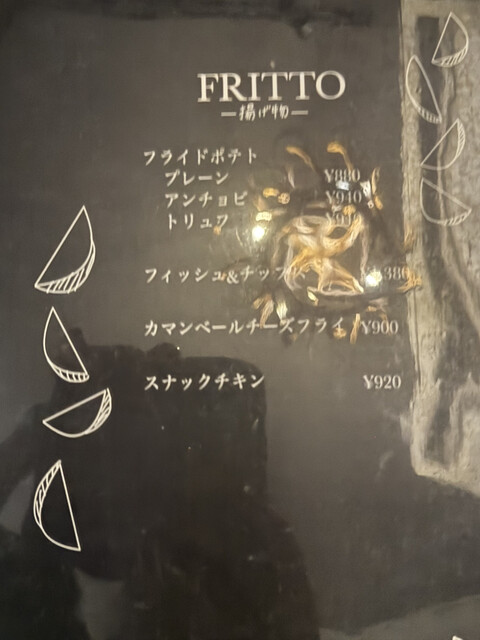 FRITTO
揚げ物
フライドポテト
プレーン ¥880
アンチョビ ¥940
トリュフ
フィッシュ&チップス
カマンベールチーズフライ ¥900
スナックチキン ¥920